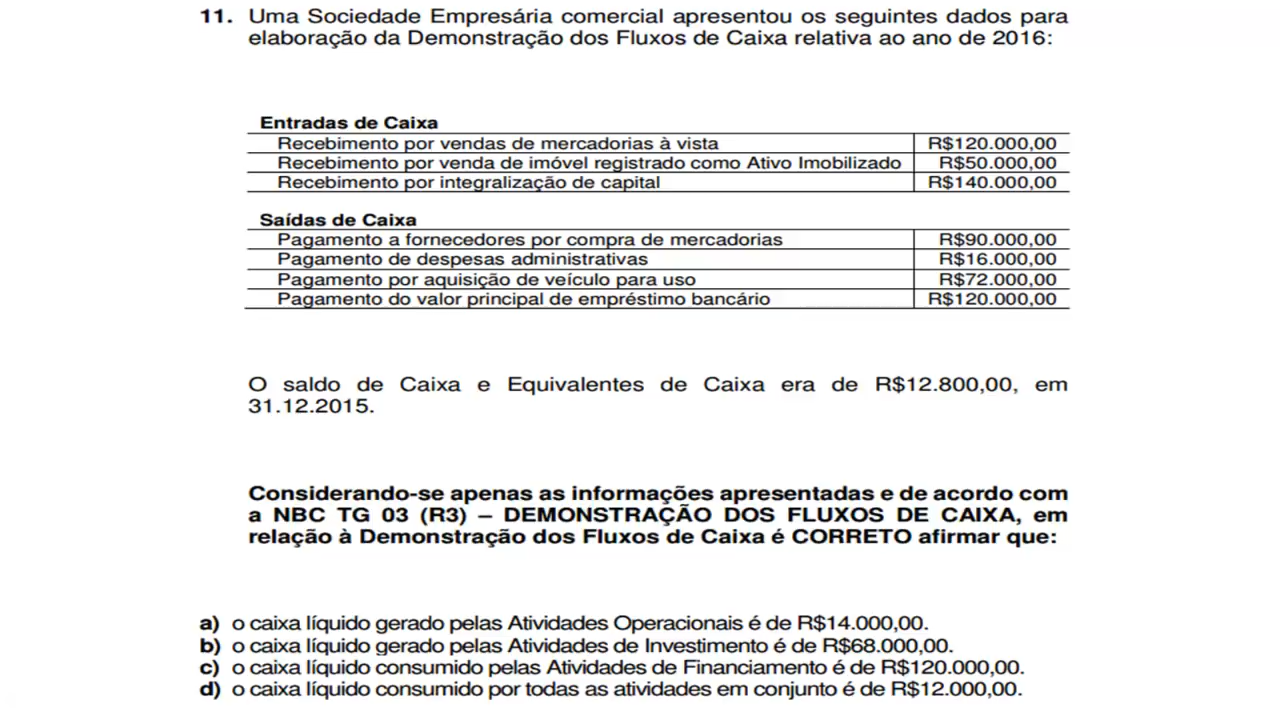 11. Uma Sociedade Empresária comercial apresentou os seguintes dados para
elaboração da Demonstração dos Fluxos de Caixa relativa ao ano de 2016:
Entradas de Caixa
Recebimento por vendas de mercadorias à vista R$120.000,00
Recebimento por venda de imóvel registrado como Ativo Imobilizado R$50.000,00
Recebimento por integralização de capital R$140.000,00
Saídas de Caixa
Pagamento a fornecedores por compra de mercadorias R$90.000,00
Pagamento de despesas administrativas R$16.000,00
Pagamento por aquisição de veículo para uso R$72.000,00
Pagamento do valor principal de empréstimo bancário R$120.000,00
O saldo de Caixa e Equivalentes de Caixa era de R$12.800,00, em
31.12.2015.
Considerando-se apenas as informações apresentadas e de acordo com
a NBC TG 03 (R3) – DEMONSTRAÇÃO DOS FLUXOS DE CAIXA, em
relação à Demonstração dos Fluxos de Caixa é CORRETO afirmar que:
a) o caixa líquido gerado pelas Atividades Operacionais é de R$14.000,00.
b) o caixa líquido gerado pelas Atividades de Investimento é de R$68.000,00.
c) o caixa líquido consumido pelas Atividades de Financiamento é de R$120.000,00.
d) o caixa líquido consumido por todas as atividades em conjunto é de R$12.000,00.